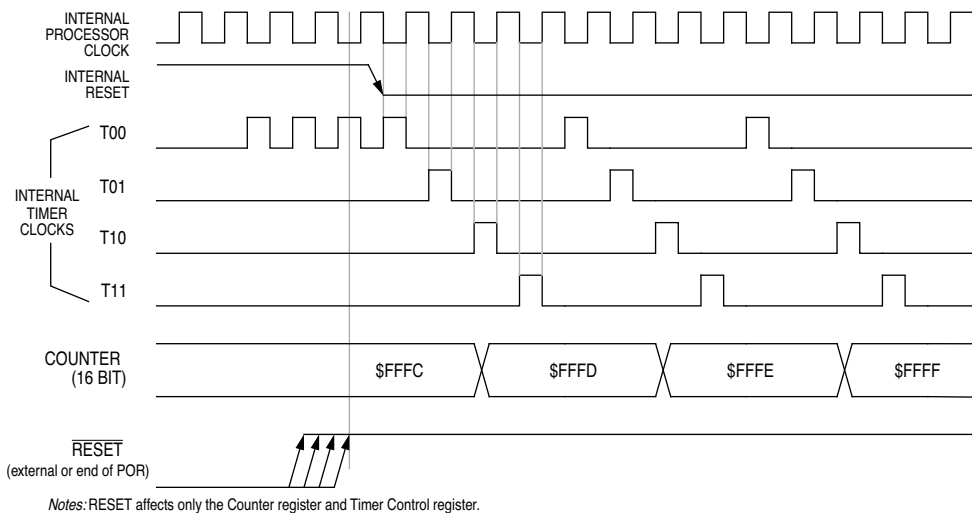 INTERNAL
PROCESSOR
CLOCK
INTERNAL
RESET
T00
T01
INTERNAL
TIMER
CLOCKS
T10
T11
COUNTER
(16 BIT)
$FFFC
$FFFD
$FFFE
$FFFF
RESET
(external or end of POR)
Notes: RESET affects only the Counter register and Timer Control register.